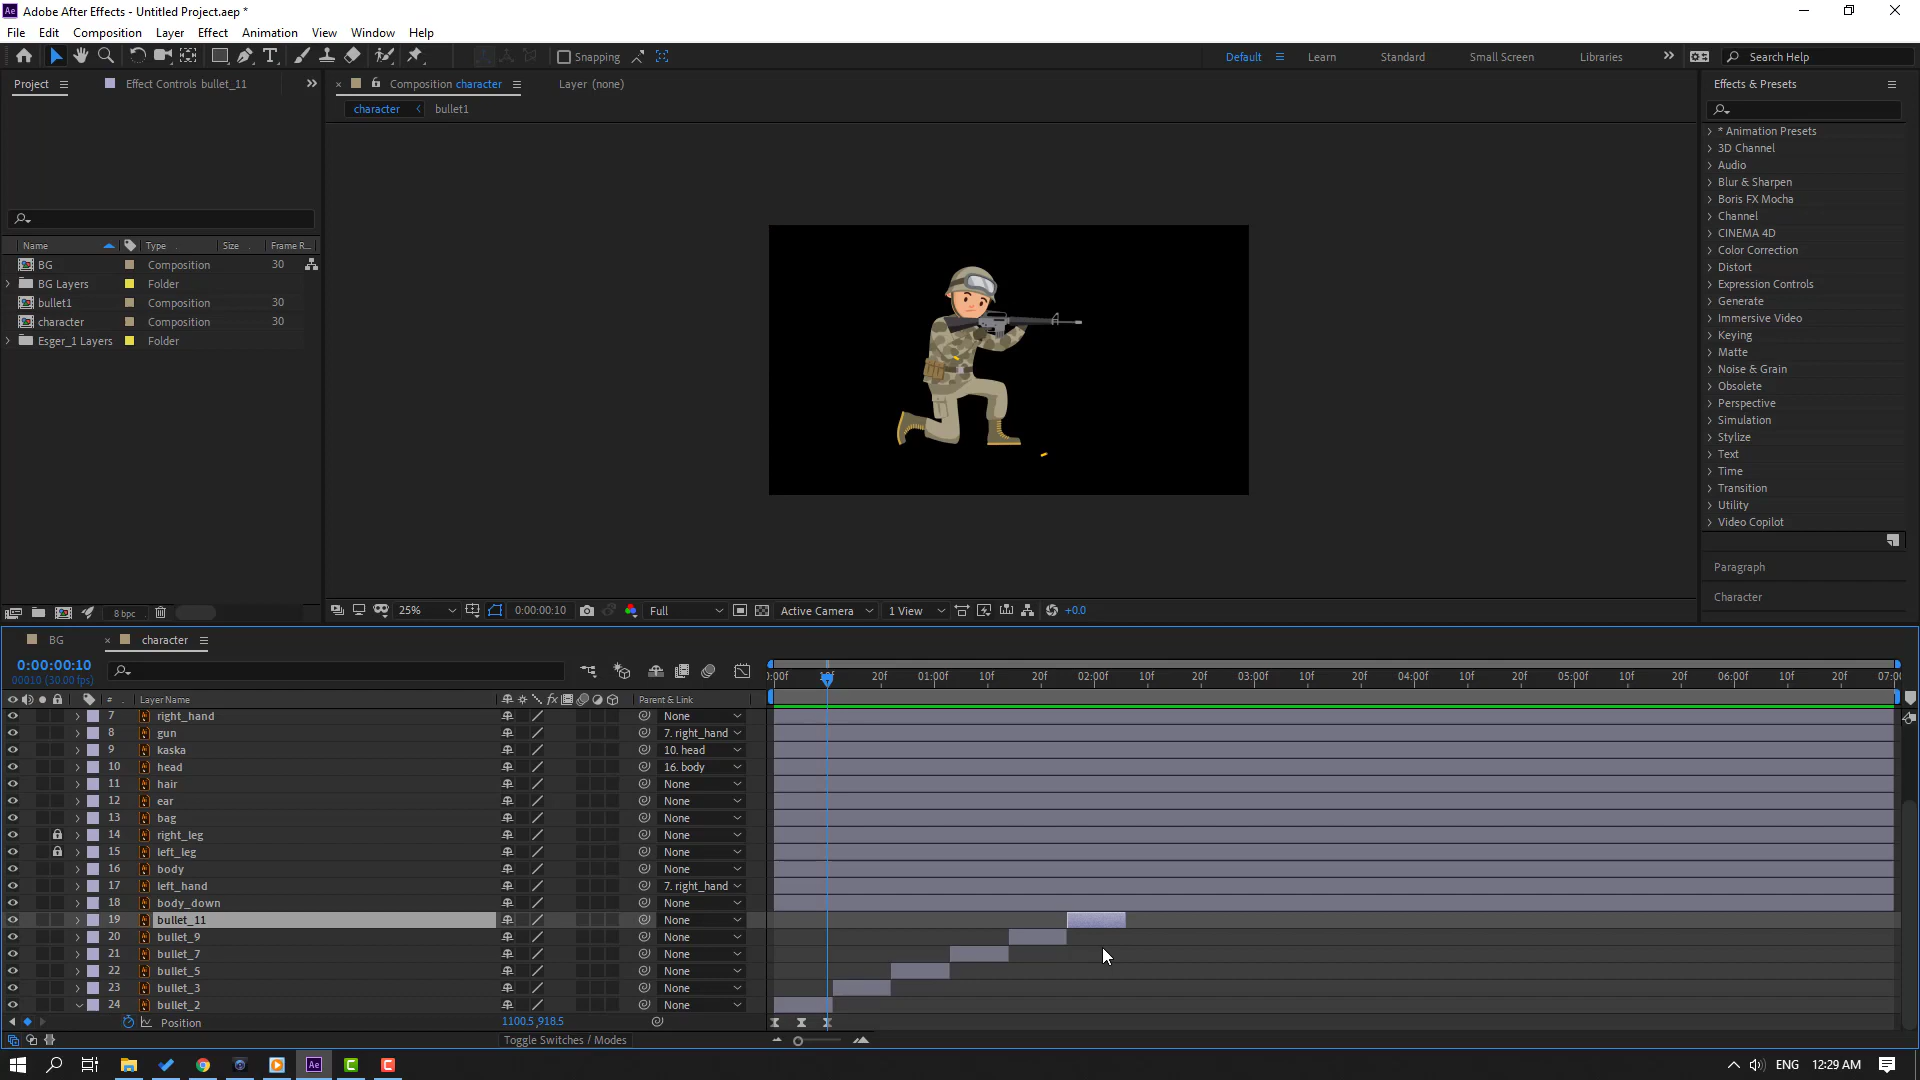 Adobe After Effects - Untitled Project.aep *
File Edit Composition Layer Effect Animation View Window Help
Snapping Default Learn Standard Small Screen Libraries Search Help
Project Effect Controls bullet_11 Composition character Layer (none) Effects & Presets
character bullet1
* Animation Presets
3D Channel
Audio
Blur & Sharpen
Boris FX Mocha
Channel
CINEMA 4D
Color Correction
Distort
Expression Controls
Generate
Immersive Video
Keying
Matte
Noise & Grain
Obsolete
Perspective
Simulation
Stylize
Text
Time
Transition
Utility
Video Copilot
Paragraph
Character
Name Type Size Frame R...
BG Composition 30
BG Layers Folder
bullet1 Composition 30
character Composition 30
Esger_1 Layers Folder
8 bpc
25% 0:00:00:10 Full Active Camera 1 View +0.0
BG character
0:00:00:10
00010 (30.00 fps)
:00f 20f 01:00f 10f 20f 02:00f 10f 20f 03:00f 10f 20f 04:00f 10f 20f 05:00f 10f 20f 06:00f 10f 20f 07:00
# Layer Name fx Parent & Link
7 right_hand None
8 gun 7. right_hand
9 kaska 10. head
10 head 16. body
11 hair None
12 ear None
13 bag None
14 right_leg None
15 left_leg None
16 body None
17 left_hand 7. right_hand
18 body_down None
19 bullet_11 None
20 bullet_9 None
21 bullet_7 None
22 bullet_5 None
23 bullet_3 None
24 bullet_2 None
Position 1100.5,918.5
Toggle Switches / Modes
ENG 12:29 AM